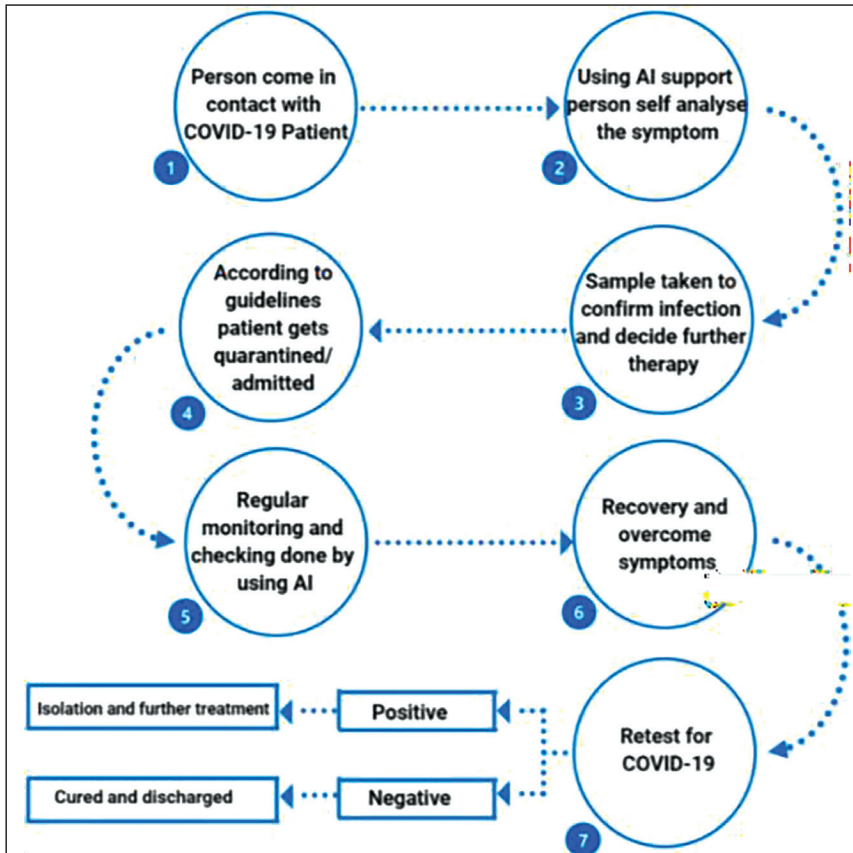 Person come in
contact with
COVID-19 Patient
1
Using AI support
person self analyse
the symptom
2
Sample taken to
confirm infection
and decide further
therapy
3
According to
guidelines
patient gets
quarantined/
admitted
4
Regular
monitoring and
checking done by
using AI
5
Recovery and
overcome
symptoms
6
Retest for
COVID-19
7
Positive
Isolation and further treatment
Negative
Cured and discharged